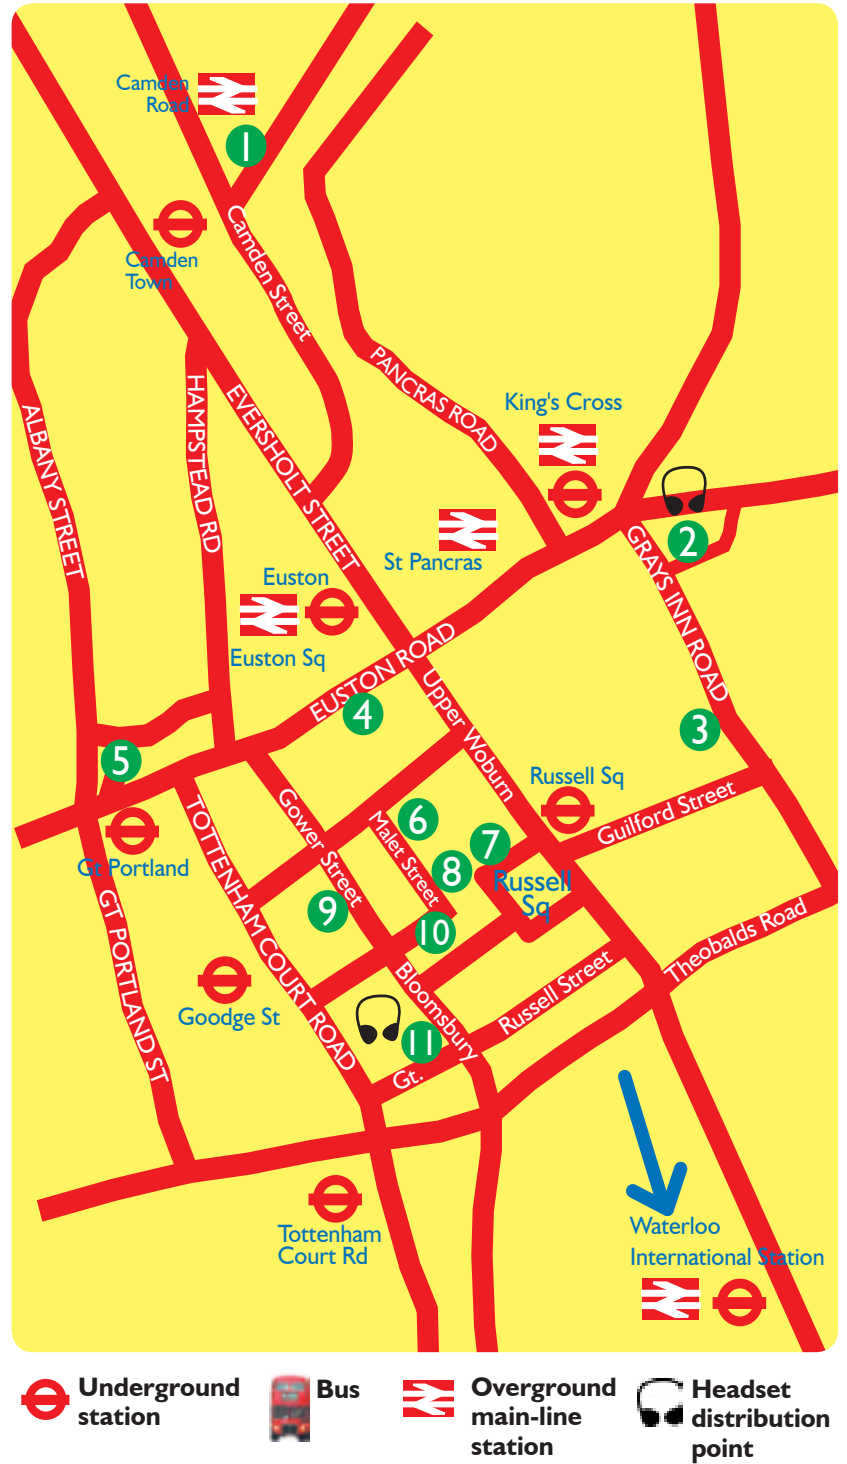 Camden
Road
1
Camden
Town
Camden Street
PANCRAS ROAD
King's Cross
HAMPSTEAD RD
EVERSHOLT STREET
ALBANY STREET
St Pancras
2
GRAYS INN ROAD
Euston
Euston Sq
EUSTON ROAD
4
Upper Woburn
3
5
Russell Sq
Guilford Street
Gt Portland
TOTTENHAM COURT ROAD
Gower Street
Malet Street
6
7
8
Russell
Sq
9
10
GT PORTLAND ST
Goodge St
Bloomsbury
11
Gt.
Russell Street
Theobalds Road
Tottenham
Court Rd
Waterloo
International Station
Underground
station
Bus
Overground
main-line
station
Headset
distribution
point